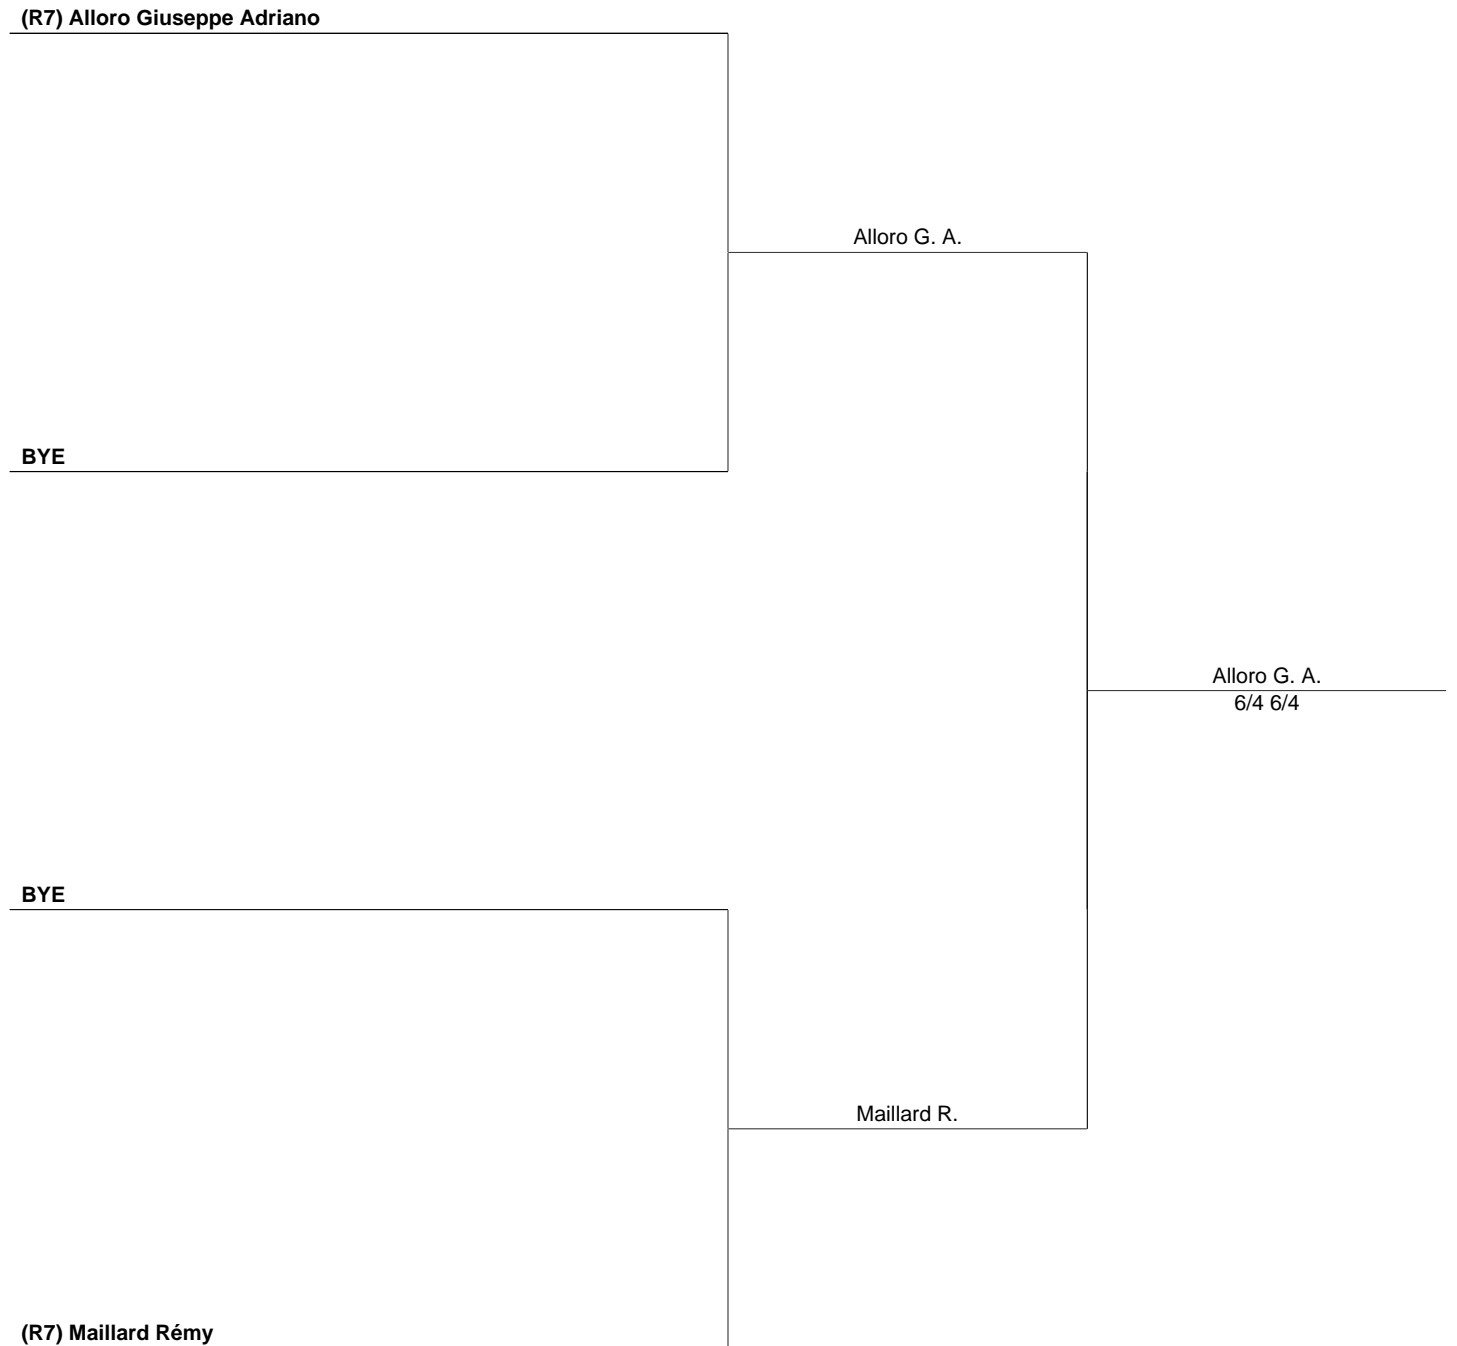 (R7) Alloro Giuseppe Adriano
Alloro G. A.
BYE
Alloro G. A.
6/4 6/4
BYE
Maillard R.
(R7) Maillard Rémy